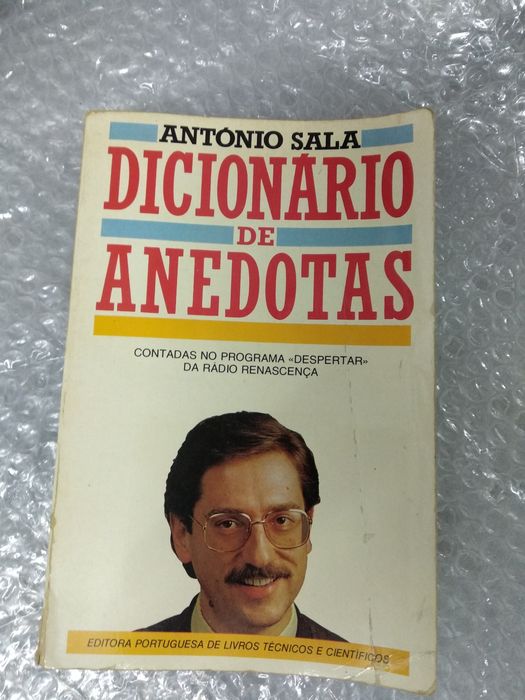 ANTÓNIO SALA
DICIONÁRIO
DE
ANEDOTAS
CONTADAS NO PROGRAMA «DESPERTAR»
DA RÁDIO RENASCENÇA
EDITORA PORTUGUESA DE LIVROS TÉCNICOS E CIENTÍFICOS